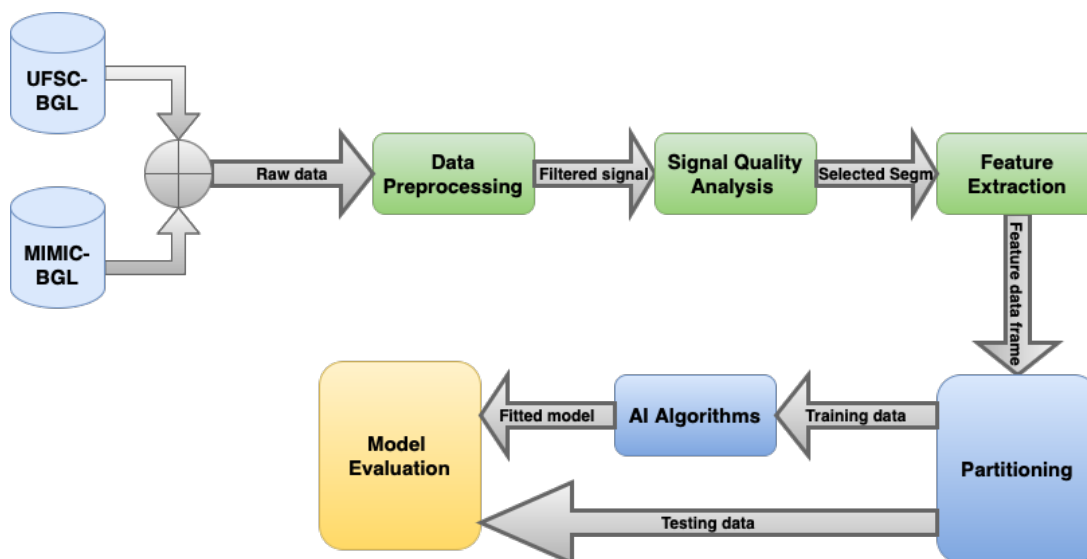 UFSC-
BGL
MIMIC-
BGL
Raw data
Data
Preprocessing
Filtered signal
Signal Quality
Analysis
Selected Segm
Feature
Extraction
Feature data frame
Partitioning
Training data
AI Algorithms
Fitted model
Model
Evaluation
Testing data